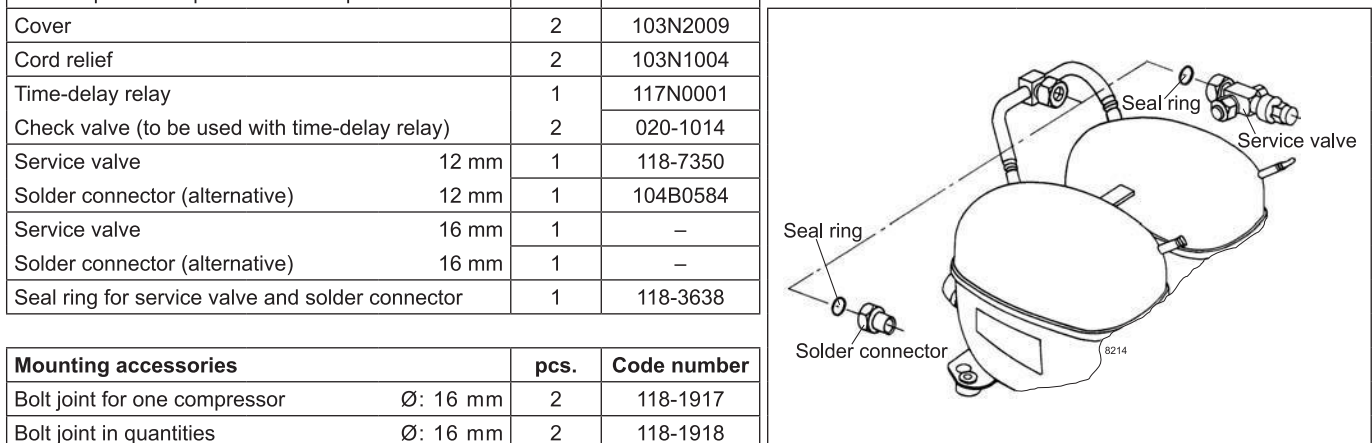 Cover 2 103N2009
Cord relief 2 103N1004
Time-delay relay 1 117N0001
Check valve (to be used with time-delay relay) 2 020-1014
Service valve 12 mm 1 118-7350
Solder connector (alternative) 12 mm 1 104B0584
Service valve 16 mm 1 –
Solder connector (alternative) 16 mm 1 –
Seal ring for service valve and solder connector 1 118-3638
Mounting accessories pcs. Code number
Bolt joint for one compressor Ø: 16 mm 2 118-1917
Bolt joint in quantities Ø: 16 mm 2 118-1918
Seal ring
Service valve
Seal ring
Solder connector
8214